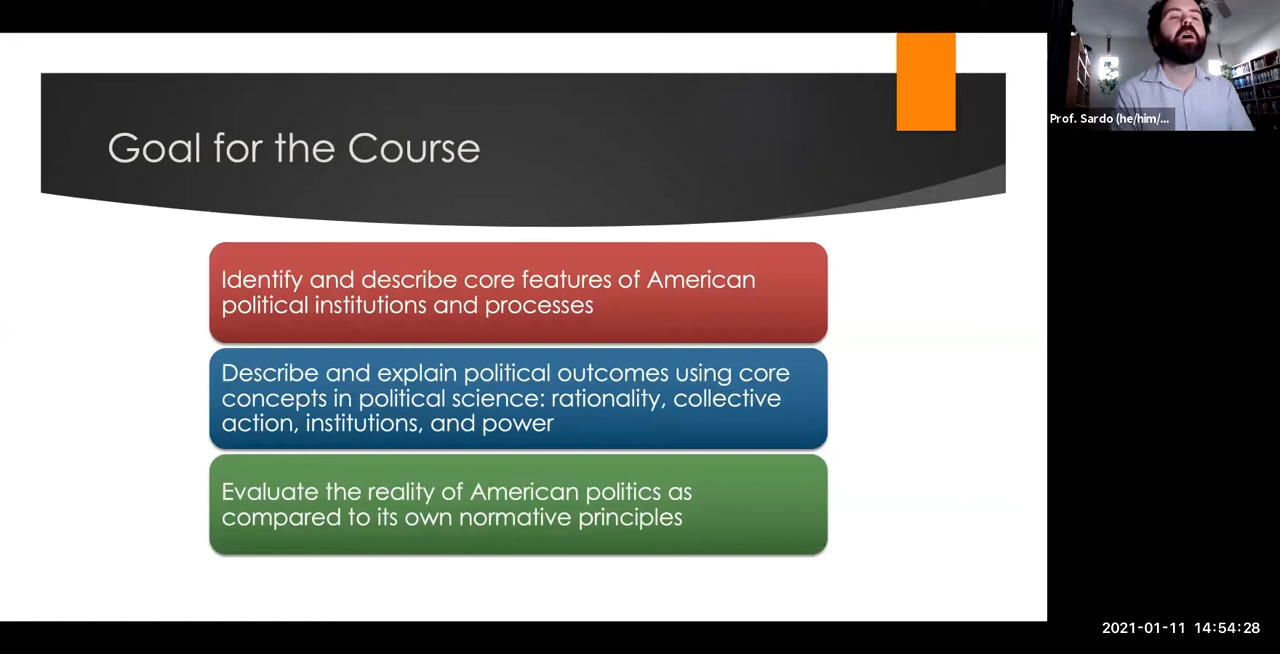 Goal for the Course
Identify and describe core features of American
political institutions and processes
Describe and explain political outcomes using core
concepts in political science: rationality, collective
action, institutions, and power
Evaluate the reality of American politics as
compared to its own normative principles
Prof. Sardo (he/him/...
2021-01-11 14:54:28